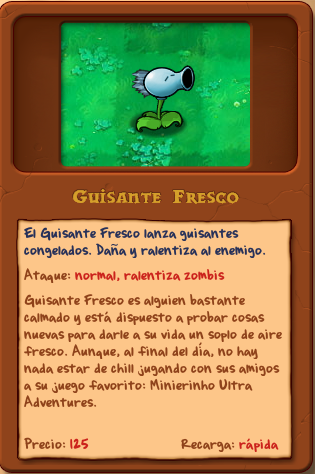 Guisante Fresco
El Guisante Fresco lanza guisantes
congelados. Daña y ralentiza al enemigo.
Ataque: normal, ralentiza zombis
Guisante Fresco es alguien bastante
calmado y está dispuesto a probar cosas
nuevas para darle a su vida un soplo de aire
fresco. Aunque, al final del día, no hay
nada estar de chill jugando con sus amigos
a su juego favorito: Minierinho Ultra
Adventures.
Precio: 125 Recarga: rápida